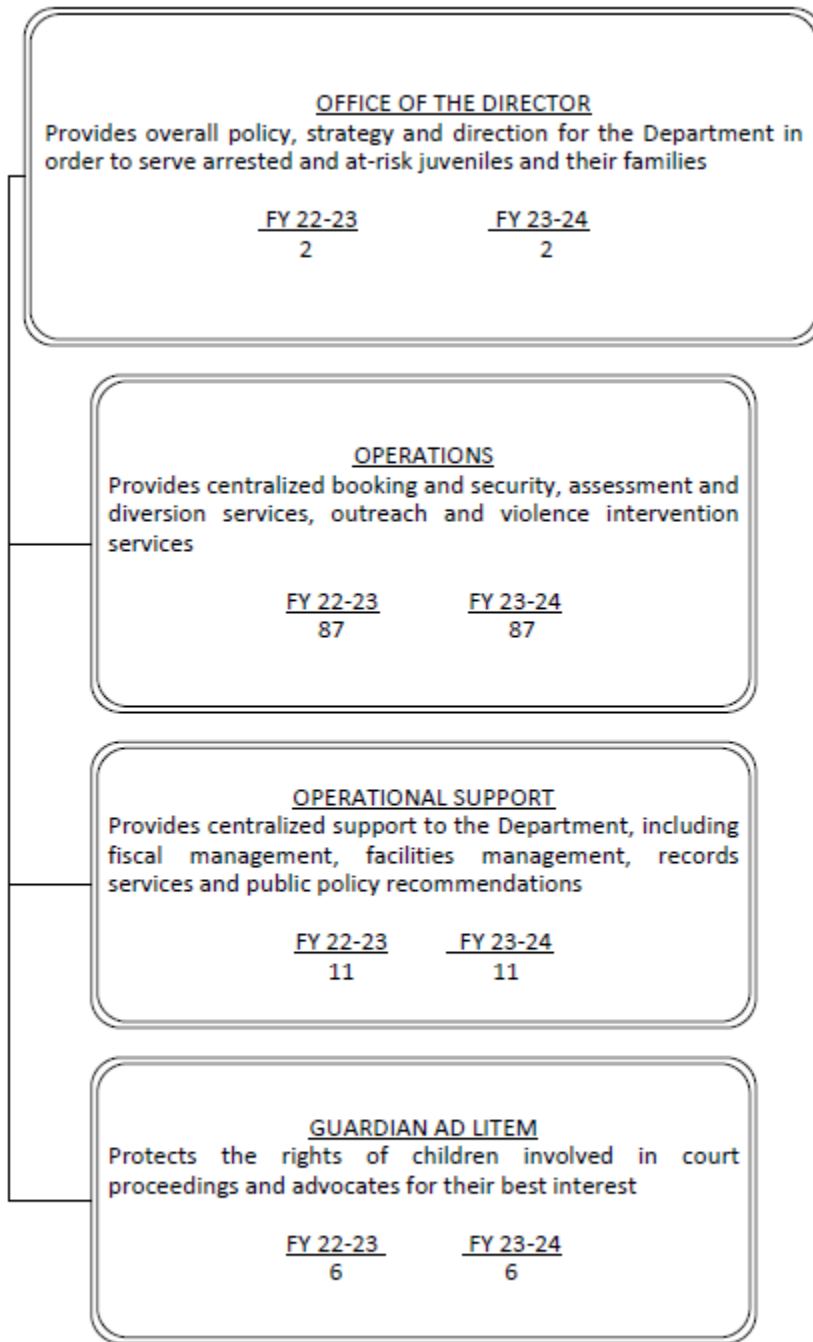 OFFICE OF THE DIRECTOR
Provides overall policy, strategy and direction for the Department in
order to serve arrested and at-risk juveniles and their families
FY 22-23 FY 23-24
2 2
OPERATIONS
Provides centralized booking and security, assessment and
diversion services, outreach and violence intervention
services
FY 22-23 FY 23-24
87 87
OPERATIONAL SUPPORT
Provides centralized support to the Department, including
fiscal management, facilities management, records
services and public policy recommendations
FY 22-23 FY 23-24
11 11
GUARDIAN AD LITEM
Protects the rights of children involved in court
proceedings and advocates for their best interest
FY 22-23 FY 23-24
6 6